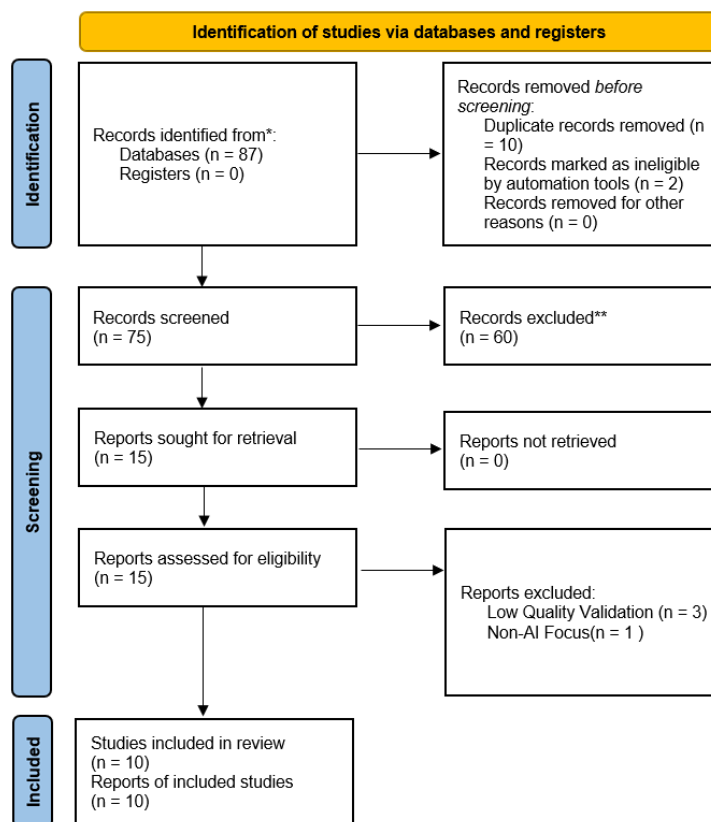 Identification of studies via databases and registers
Identification
Records identified from*:
Databases (n = 87)
Registers (n = 0)
Records removed before
screening:
Duplicate records removed (n
= 10)
Records marked as ineligible
by automation tools (n = 2)
Records removed for other
reasons (n = 0)
Screening
Records screened
(n = 75)
Records excluded**
(n = 60)
Reports sought for retrieval
(n = 15)
Reports not retrieved
(n = 0)
Reports assessed for eligibility
(n = 15)
Reports excluded:
Low Quality Validation (n = 3)
Non-AI Focus(n = 1 )
Included
Studies included in review
(n = 10)
Reports of included studies
(n = 10)